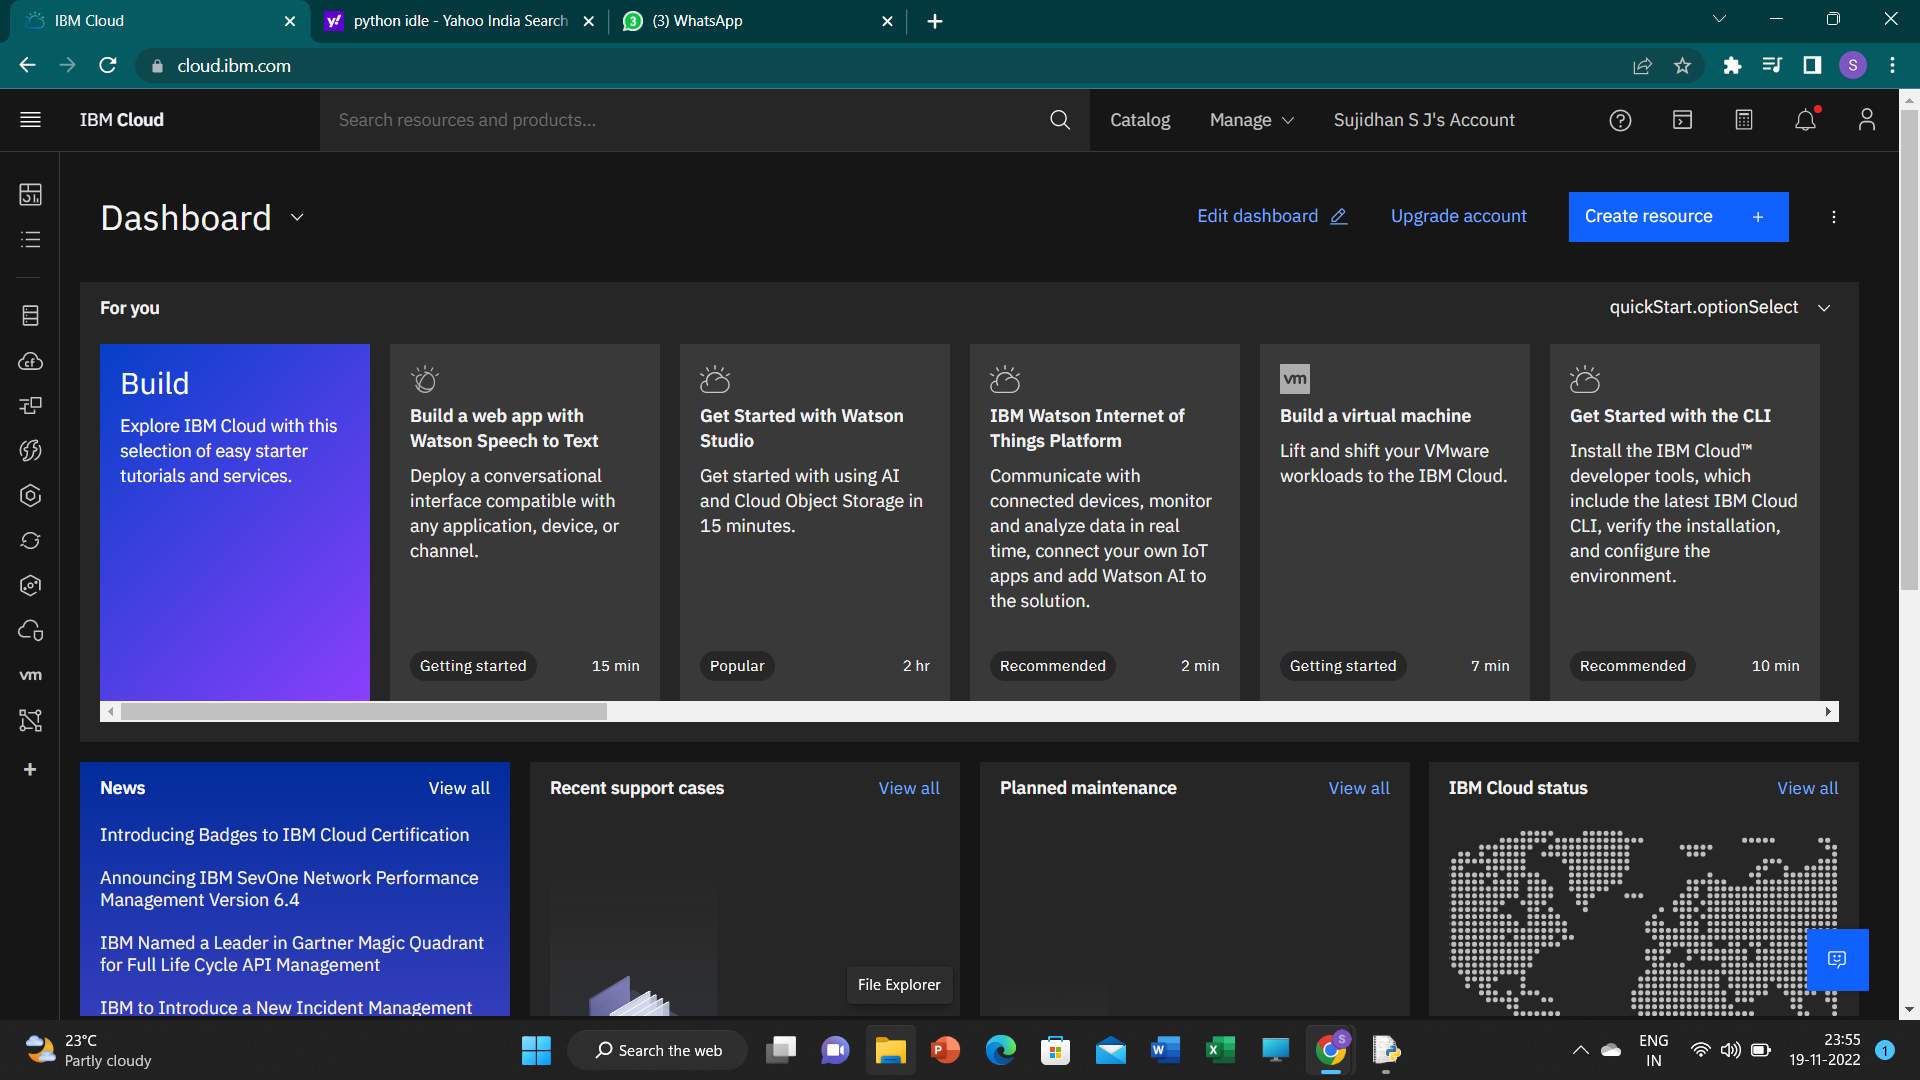 IBM Cloud
python idle - Yahoo India Search
(3) WhatsApp
cloud.ibm.com
S
IBM Cloud
Search resources and products...
Catalog
Manage
Sujidhan S J's Account
Dashboard
Edit dashboard
Upgrade account
Create resource +
For you
quickStart.optionSelect
Build
Explore IBM Cloud with this
selection of easy starter
tutorials and services.
Build a web app with
Watson Speech to Text
Deploy a conversational
interface compatible with
any application, device, or
channel.
Getting started
15 min
Get Started with Watson
Studio
Get started with using AI
and Cloud Object Storage in
15 minutes.
Popular
2 hr
IBM Watson Internet of
Things Platform
Communicate with
connected devices, monitor
and analyze data in real
time, connect your own IoT
apps and add Watson AI to
the solution.
Recommended
2 min
vm
Build a virtual machine
Lift and shift your VMware
workloads to the IBM Cloud.
Getting started
7 min
Get Started with the CLI
Install the IBM Cloud™
developer tools, which
include the latest IBM Cloud
CLI, verify the installation,
and configure the
environment.
Recommended
10 min
vm
News
View all
Introducing Badges to IBM Cloud Certification
Announcing IBM SevOne Network Performance
Management Version 6.4
IBM Named a Leader in Gartner Magic Quadrant
for Full Life Cycle API Management
IBM to Introduce a New Incident Management
Recent support cases
View all
Planned maintenance
View all
IBM Cloud status
View all
File Explorer
23°C
Partly cloudy
Search the web
ENG
IN
23:55
19-11-2022
1